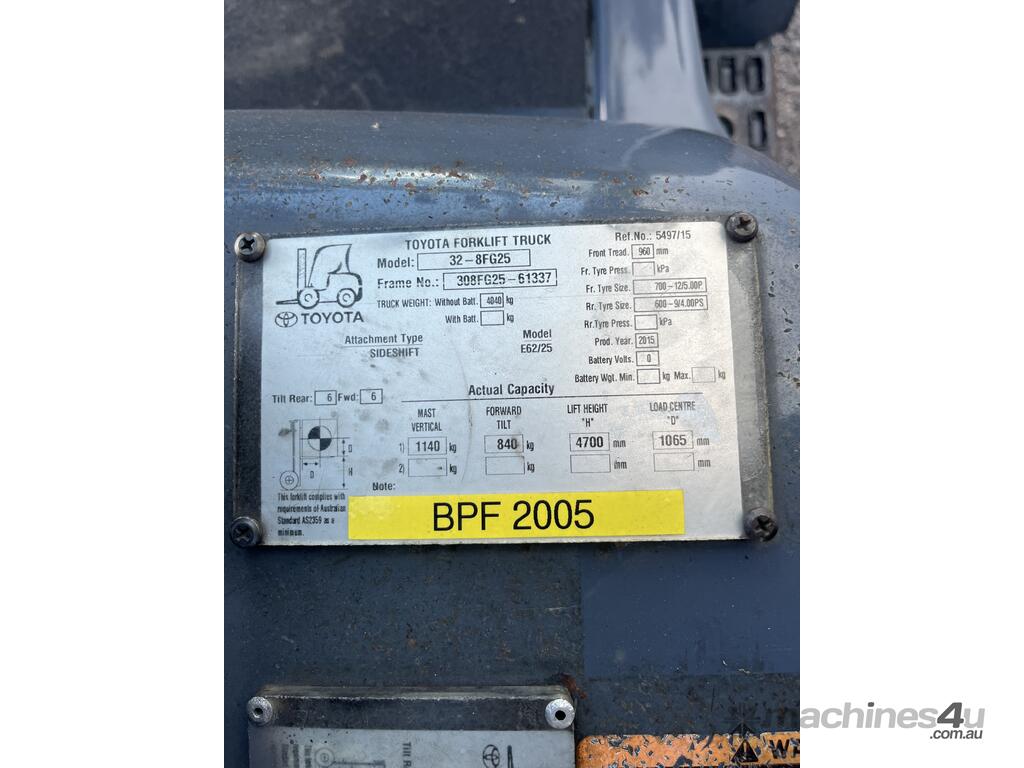 TOYOTA FORKLIFT TRUCK
Ref.No.: 5497/15
Model: 32-8FG25
Frame No.: 308FG25-61337
TRUCK WEIGHT: Without Batt. 4040 kg
With Batt. kg
TOYOTA
Attachment Type
SIDESHIFT
Model
E62/25
Front Tread. 960 mm
Fr. Tyre Press. kPa
Fr. Tyre Size. 700-12/5.00P
Rr. Tyre Size. 600-9/4.00PS
Rr.Tyre Press. kPa
Prod. Year. 2015
Battery Volts. 0
Battery Wgt. Min. kg Max. kg
Tilt Rear: 6 Fwd: 6
Actual Capacity
MAST VERTICAL
FORWARD TILT
LIFT HEIGHT "H"
LOAD CENTRE "D"
1) 1140 kg 840 kg 4700 mm 1065 mm
2) kg kg mm mm
D
D
H
Note:
This forklift complies with
requirements of Australian
Standard AS2359 as a
minimum.
BPF 2005
Tilt R
WA
machines4u
.com.au